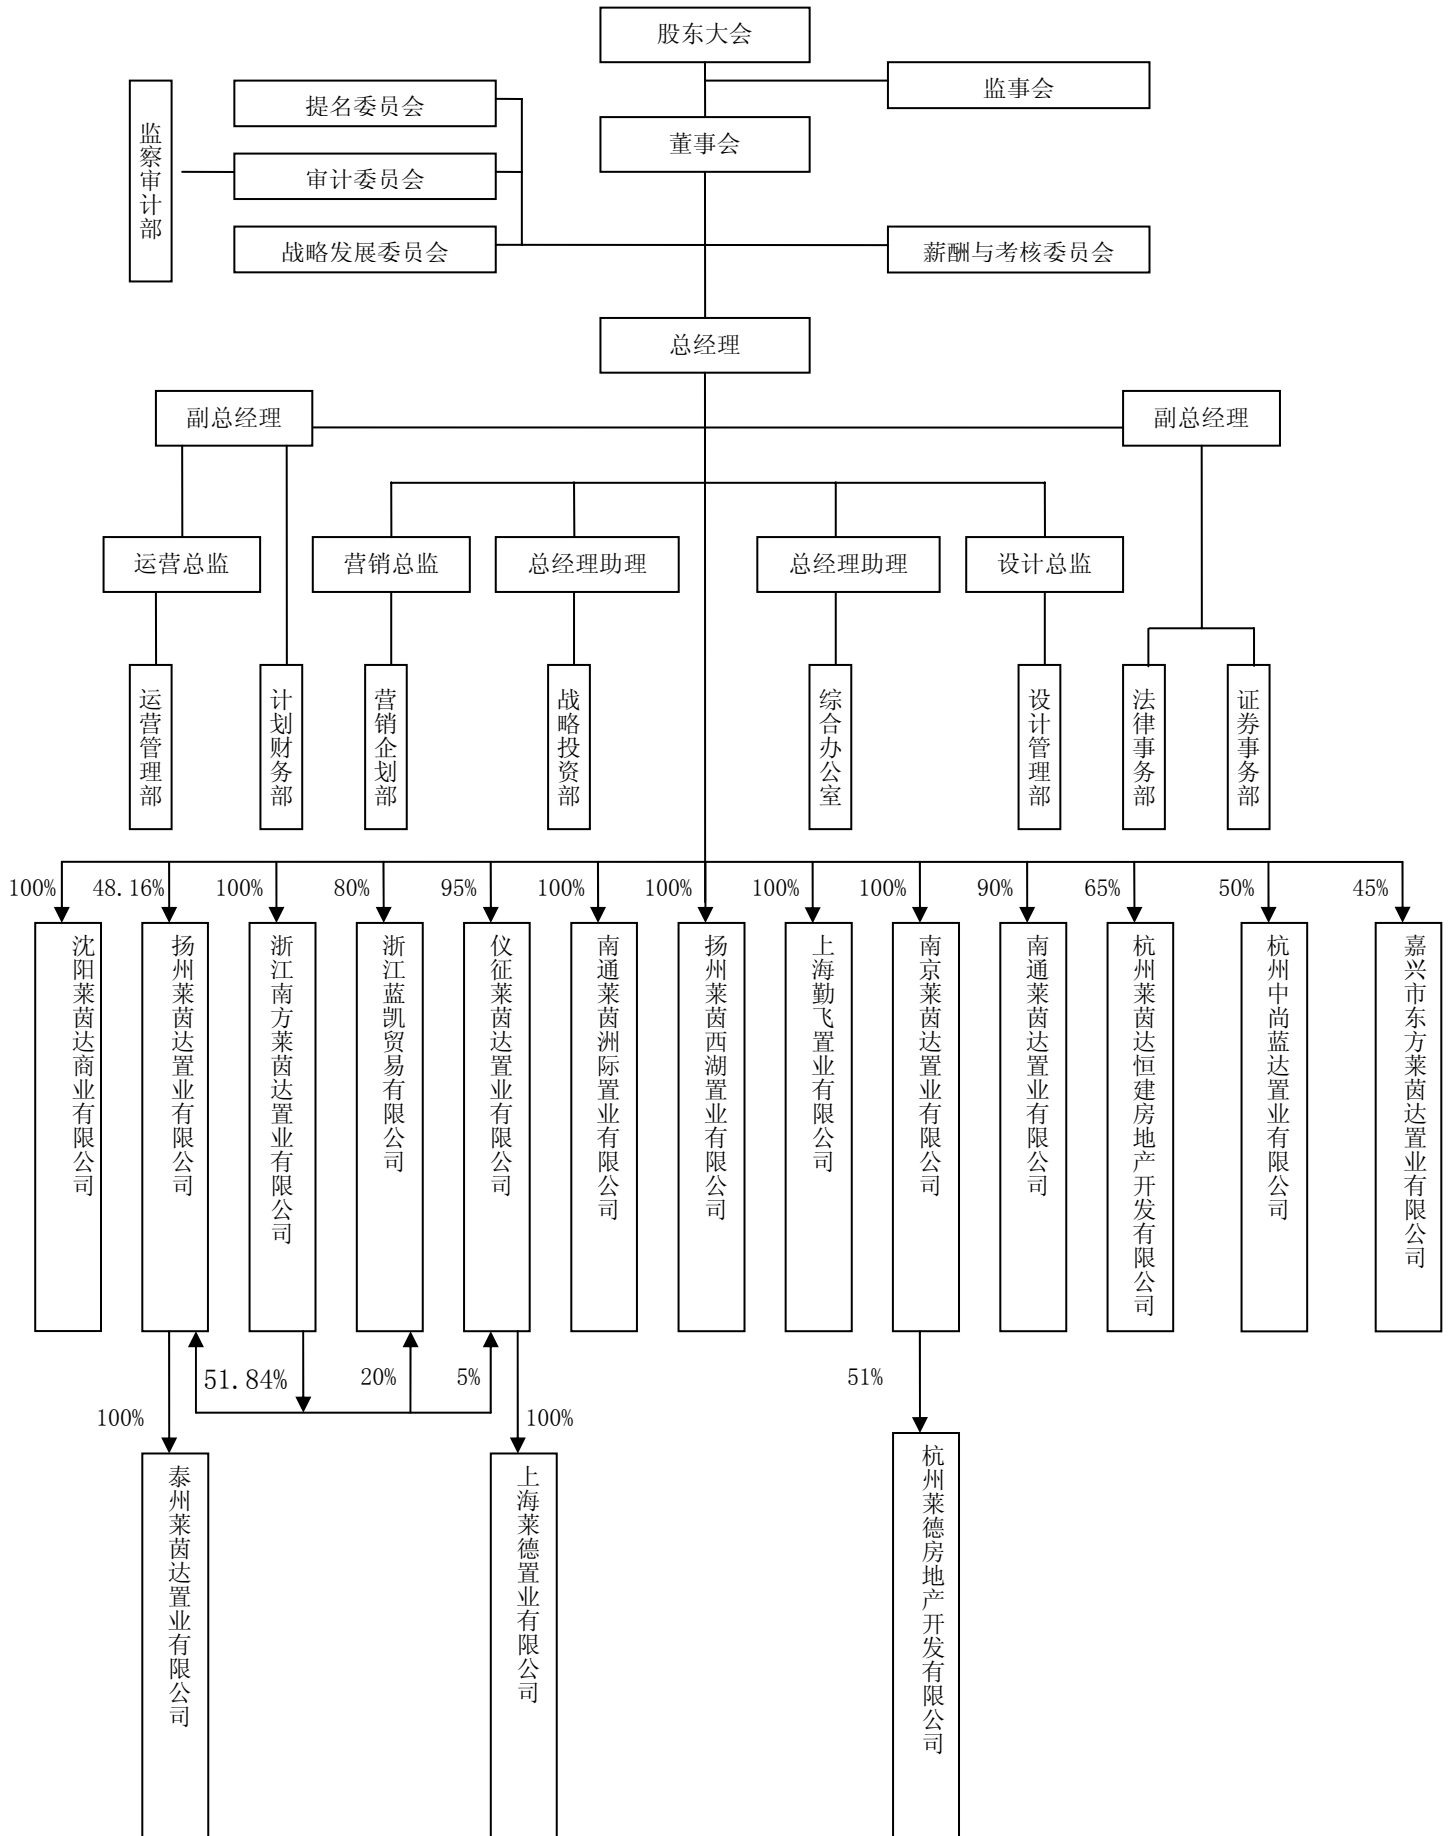 股东大会
监事会
提名委员会
董事会
监察审计部
审计委员会
战略发展委员会
薪酬与考核委员会
总经理
副总经理
副总经理
运营总监
营销总监
总经理助理
总经理助理
设计总监
运营管理部
计划财务部
营销企划部
战略投资部
综合办公室
设计管理部
法律事务部
证券事务部
100%
48.16%
100%
80%
95%
100%
100%
100%
100%
90%
65%
50%
45%
沈阳莱茵达商业有限公司
扬州莱茵达置业有限公司
浙江南方莱茵达置业有限公司
浙江蓝凯贸易有限公司
仪征莱茵达置业有限公司
南通莱茵洲际置业有限公司
扬州莱茵西湖置业有限公司
上海勤飞置业有限公司
南京莱茵达置业有限公司
南通莱茵达置业有限公司
杭州莱茵达恒建房地产开发有限公司
杭州中尚蓝达置业有限公司
嘉兴市东方莱茵达置业有限公司
51.84%
20%
5%
51%
100%
100%
泰州莱茵达置业有限公司
上海莱德置业有限公司
杭州莱德房地产开发有限公司